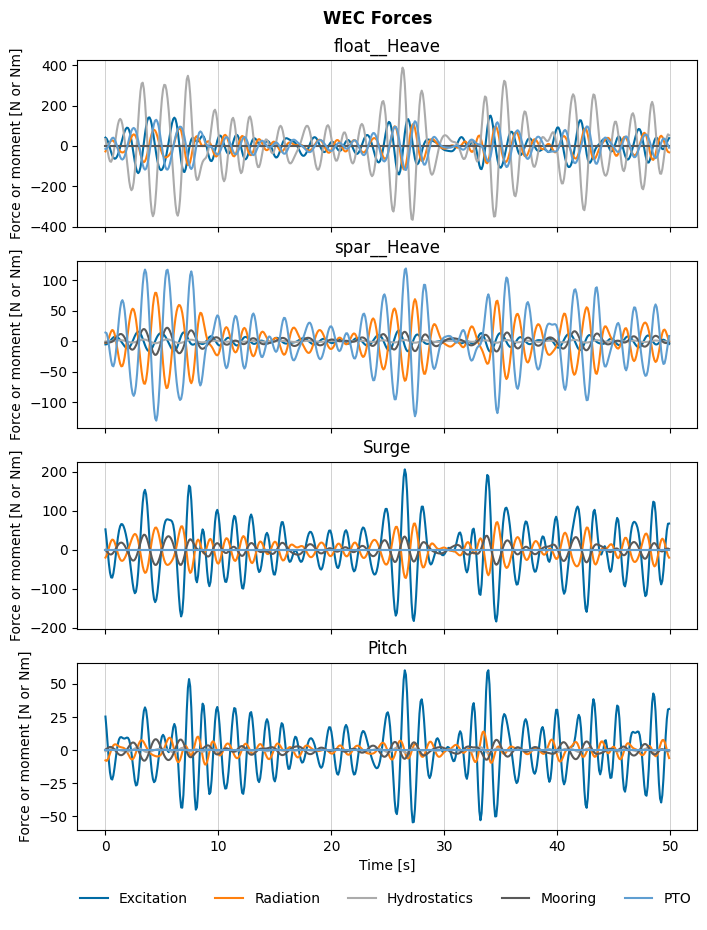 WEC Forces
float__Heave
Force or moment [N or Nm]
400
200
0
−200
−400
spar__Heave
Force or moment [N or Nm]
100
50
0
−50
−100
Surge
Force or moment [N or Nm]
200
100
0
−100
−200
Pitch
Force or moment [N or Nm]
50
25
0
−25
−50
0 10 20 30 40 50
Time [s]
Excitation Radiation Hydrostatics Mooring PTO